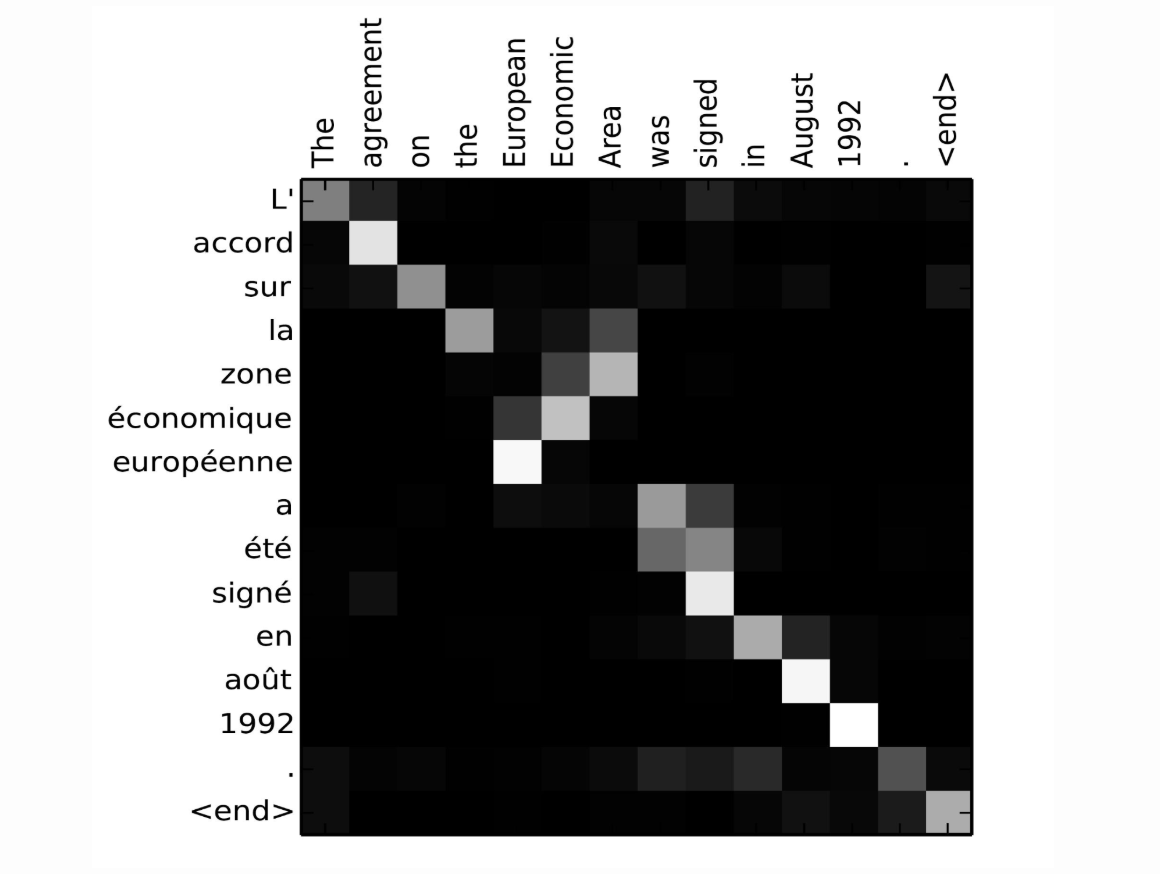 The agreement on the European Economic Area was signed in August 1992 . <end>
L'
accord
sur
la
zone
économique
européenne
a
été
signé
en
août
1992
.
<end>